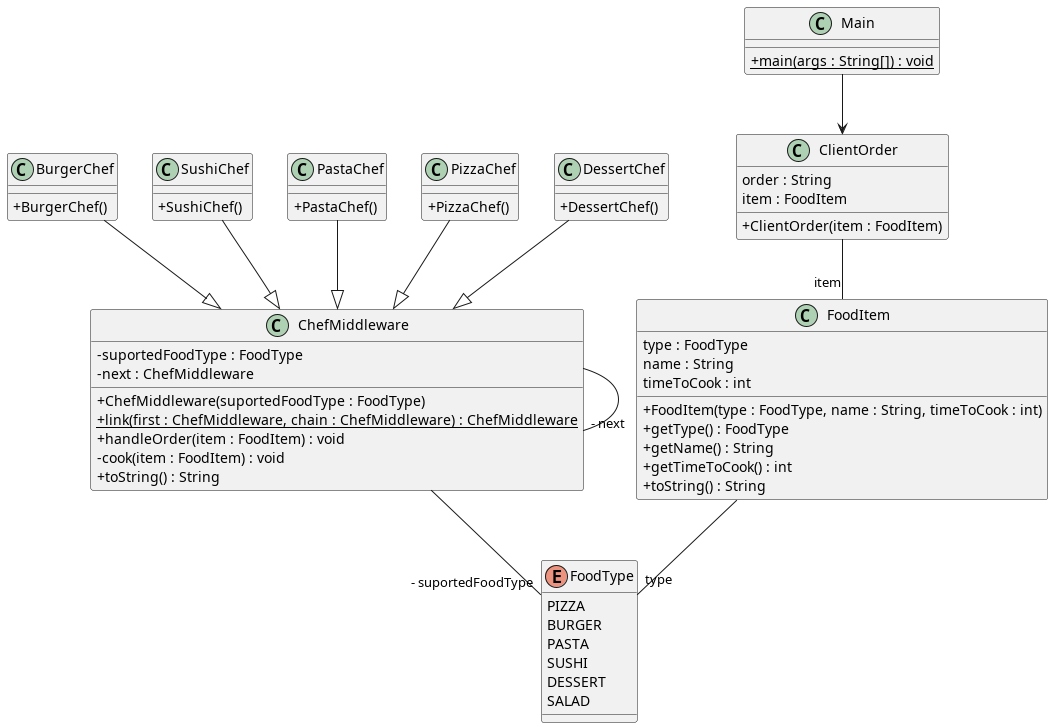 C Main
+main(args : String[]) : void
C BurgerChef
+BurgerChef()
C SushiChef
+SushiChef()
C PastaChef
+PastaChef()
C PizzaChef
+PizzaChef()
C DessertChef
+DessertChef()
C ClientOrder
order : String
item : FoodItem
+ClientOrder(item : FoodItem)
item
C ChefMiddleware
-suportedFoodType : FoodType
-next : ChefMiddleware
+ChefMiddleware(suportedFoodType : FoodType)
+link(first : ChefMiddleware, chain : ChefMiddleware) : ChefMiddleware
+handleOrder(item : FoodItem) : void
-cook(item : FoodItem) : void
+toString() : String
- next
C FoodItem
type : FoodType
name : String
timeToCook : int
+FoodItem(type : FoodType, name : String, timeToCook : int)
+getType() : FoodType
+getName() : String
+getTimeToCook() : int
+toString() : String
- suportedFoodType
type
E FoodType
PIZZA
BURGER
PASTA
SUSHI
DESSERT
SALAD